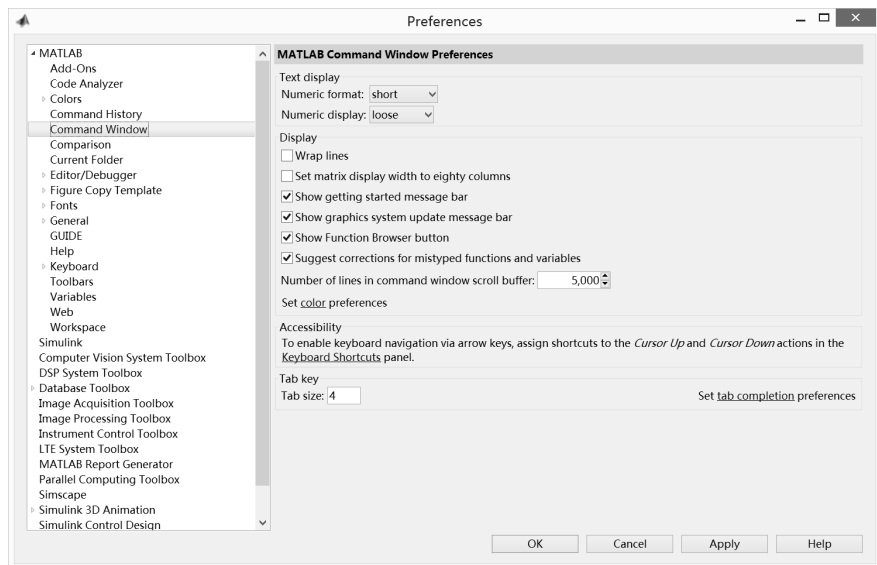 Preferences
MATLAB
Add-Ons
Code Analyzer
Colors
Command History
Command Window
Comparison
Current Folder
Editor/Debugger
Figure Copy Template
Fonts
General
GUIDE
Help
Keyboard
Toolbars
Variables
Web
Workspace
Simulink
Computer Vision System Toolbox
DSP System Toolbox
Database Toolbox
Image Acquisition Toolbox
Image Processing Toolbox
Instrument Control Toolbox
LTE System Toolbox
MATLAB Report Generator
Parallel Computing Toolbox
Simscape
Simulink 3D Animation
Simulink Control Design
MATLAB Command Window Preferences
Text display
Numeric format: short
Numeric display: loose
Display
Wrap lines
Set matrix display width to eighty columns
Show getting started message bar
Show graphics system update message bar
Show Function Browser button
Suggest corrections for mistyped functions and variables
Number of lines in command window scroll buffer: 5,000
Set color preferences
Accessibility
To enable keyboard navigation via arrow keys, assign shortcuts to the Cursor Up and Cursor Down actions in the
Keyboard Shortcuts panel.
Tab key
Tab size: 4 Set tab completion preferences
OK Cancel Apply Help